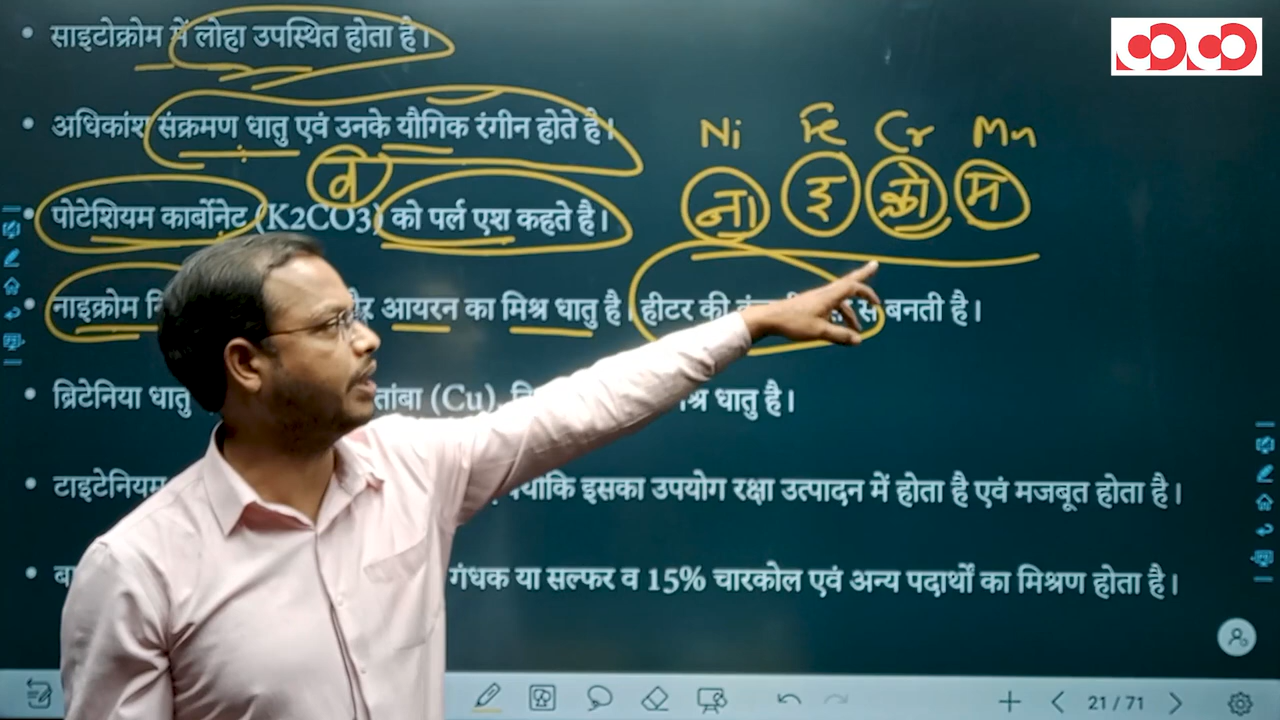 साइटोक्रोम में लोहा उपस्थित होता है।
अधिकांश संक्रमण धातु एवं उनके यौगिक रंगीन होते है।
Ni Fe Cr Mn
ना इ क्रो म
पोटेशियम कार्बोनेट (K2CO3) को पर्ल एश कहते है।
नाइक्रोम आयरन का मिश्र धातु है। हीटर की बनती है।
ब्रिटेनिया धातु तांबा (Cu) धातु है।
टाइटेनियम इसका उपयोग रक्षा उत्पादन में होता है एवं मजबूत होता है।
गंधक या सल्फर व 15% चारकोल एवं अन्य पदार्थों का मिश्रण होता है।
21 / 71